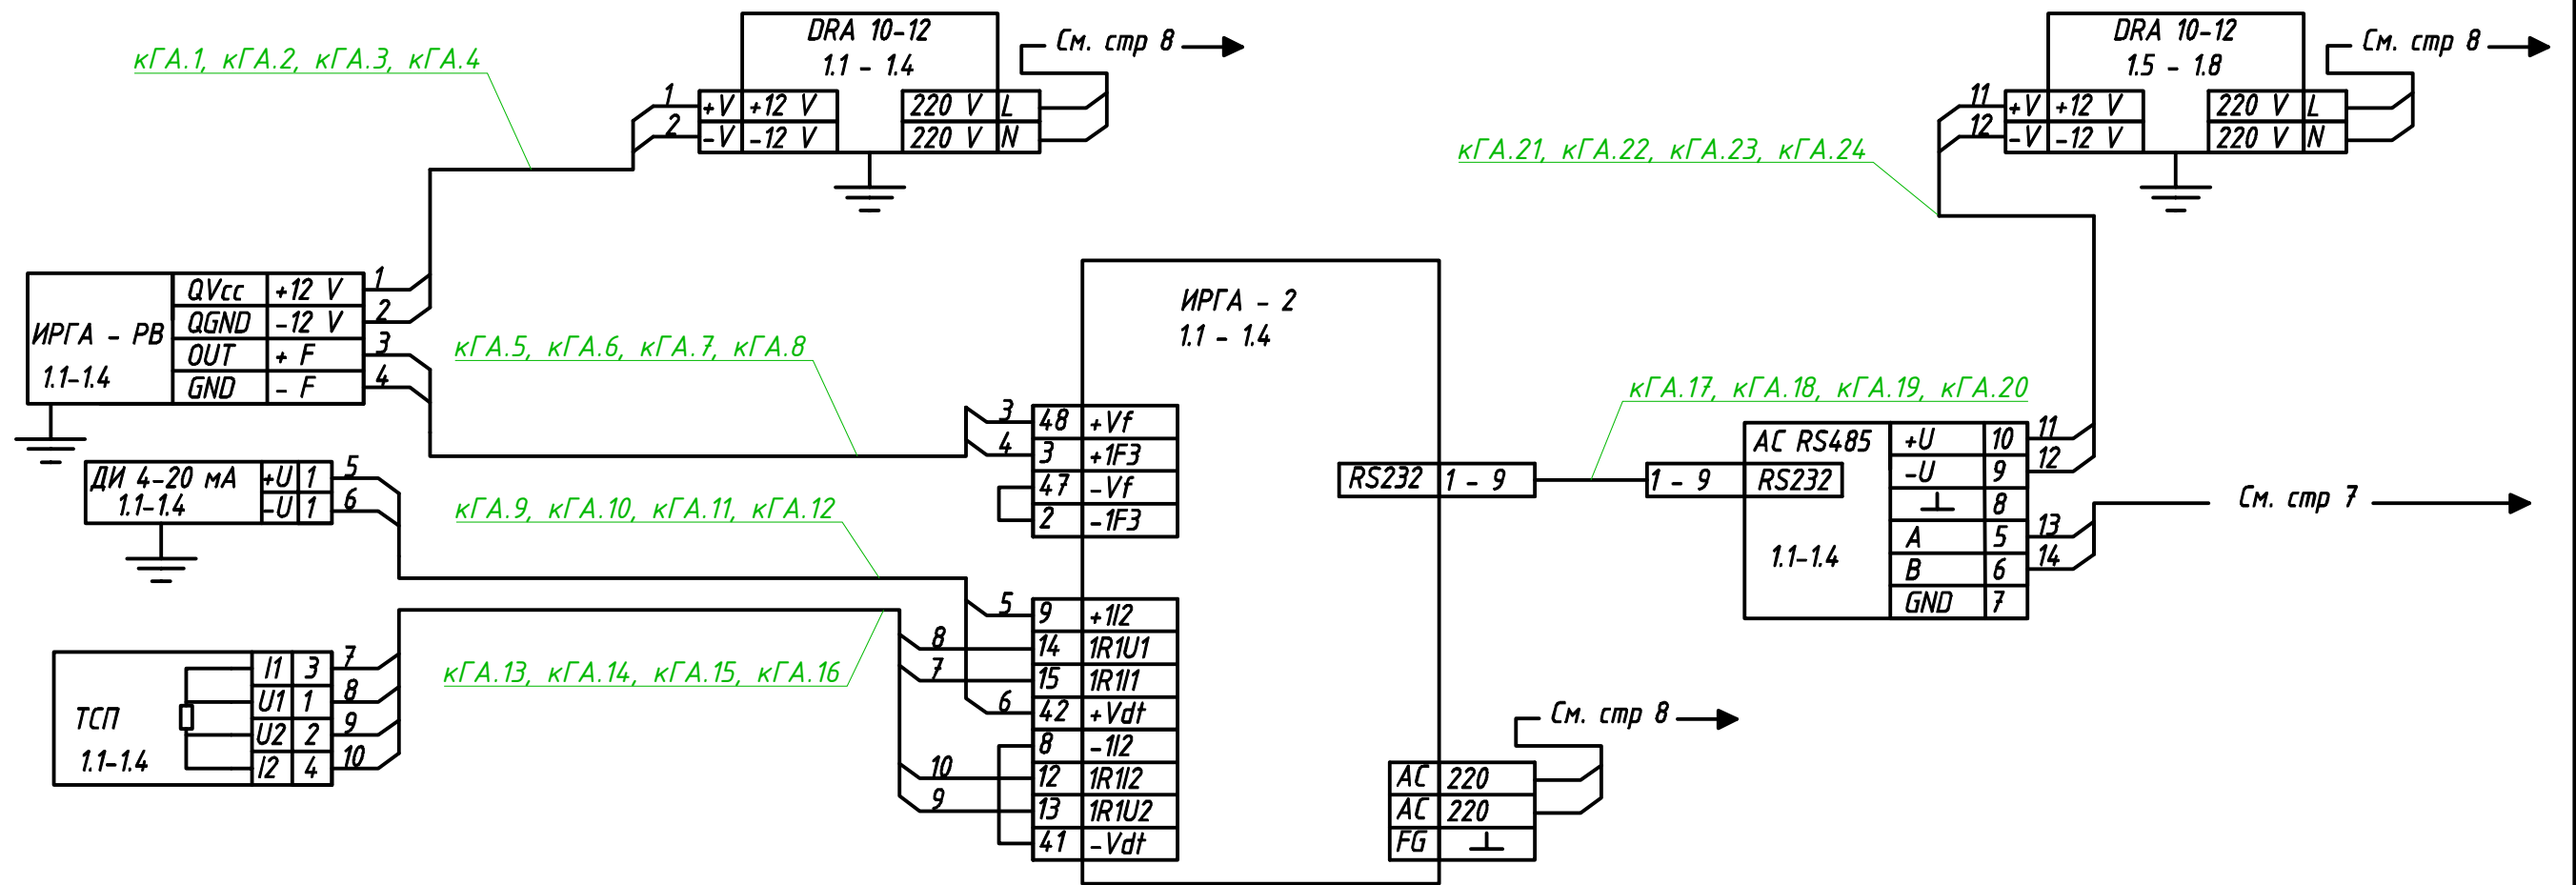 DRA 10-12
1.1 - 1.4
См. стр 8
+V +12 V
-V -12 V
220 V L
220 V N
1
2
кГА.1, кГА.2, кГА.3, кГА.4
DRA 10-12
1.5 - 1.8
См. стр 8
+V +12 V
-V -12 V
220 V L
220 V N
11
12
кГА.21, кГА.22, кГА.23, кГА.24
ИРГА - РВ
1.1-1.4
QVcc +12 V 1
QGND -12 V 2
OUT + F 3
GND - F 4
кГА.5, кГА.6, кГА.7, кГА.8
ДИ 4-20 мА
1.1-1.4
+U 1 5
-U 1 6
кГА.9, кГА.10, кГА.11, кГА.12
ТСП
1.1-1.4
I1 3 7
U1 1 8
U2 2 9
I2 4 10
кГА.13, кГА.14, кГА.15, кГА.16
ИРГА - 2
1.1 - 1.4
3 48 +Vf
4 3 +1F3
47 -Vf
2 -1F3
5 9 +1I2
8 14 1R1U1
7 15 1R1I1
6 42 +Vdt
8 -1I2
10 12 1R1I2
9 13 1R1U2
41 -Vdt
RS232 1 - 9
кГА.17, кГА.18, кГА.19, кГА.20
1 - 9 RS232
AC RS485
1.1-1.4
+U 10 11
-U 9 12
⊥ 8
A 5 13
B 6 14
GND 7
См. стр 7
См. стр 8
AC 220
AC 220
FG ⊥